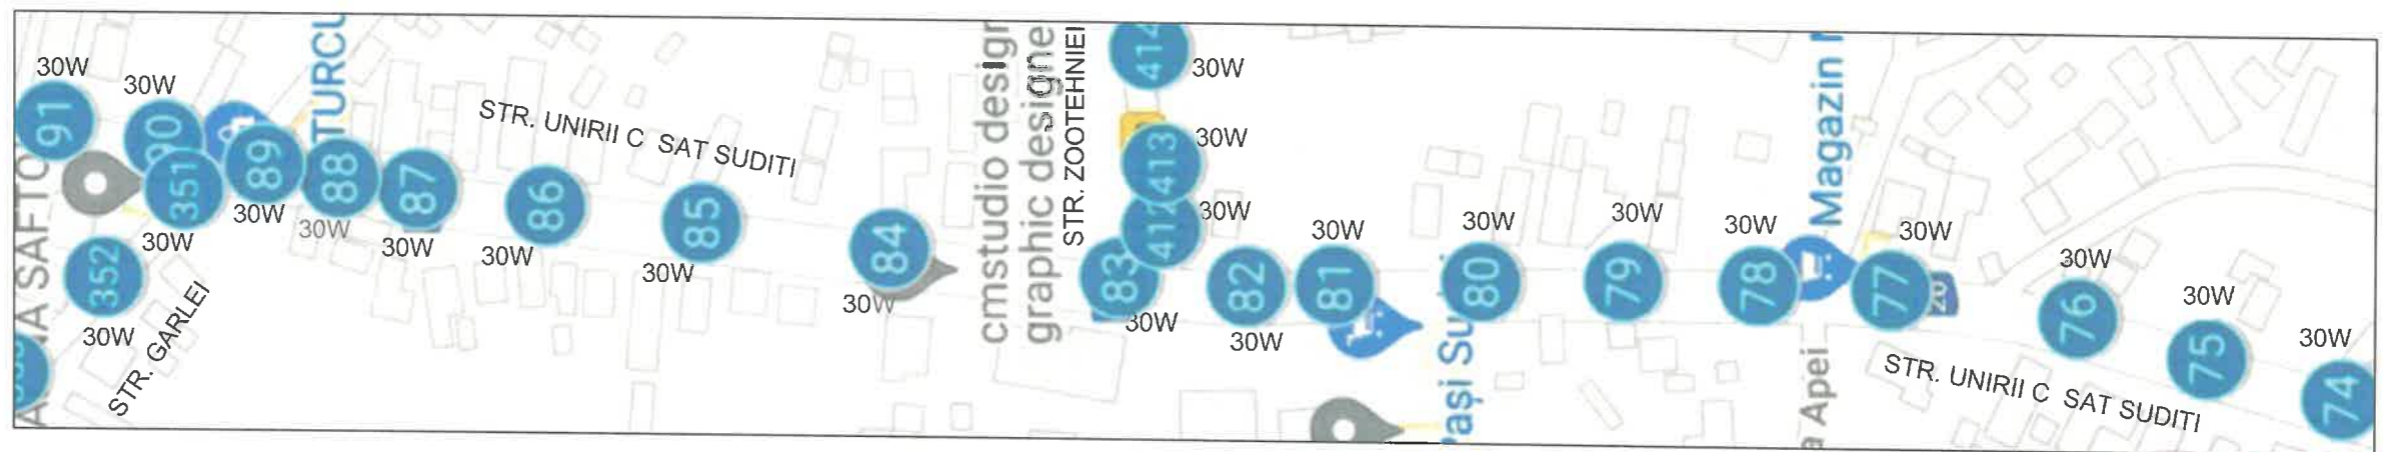 30W
91
30W
90
351
30W
352
30W
STR. GARLEI
TURCU
89
30W
88
30W
87
30W
86
30W
STR. UNIRII C SAT SUDITI
85
30W
84
30W
cmstudio design
graphic designe
STR. ZOOTEHNIEI
414
30W
413
30W
412
30W
83
30W
82
30W
81
30W
80
30W
79
30W
78
30W
Magazin
77
30W
20
a Apei
76
30W
75
30W
74
30W
STR. UNIRII C SAT SUDITI